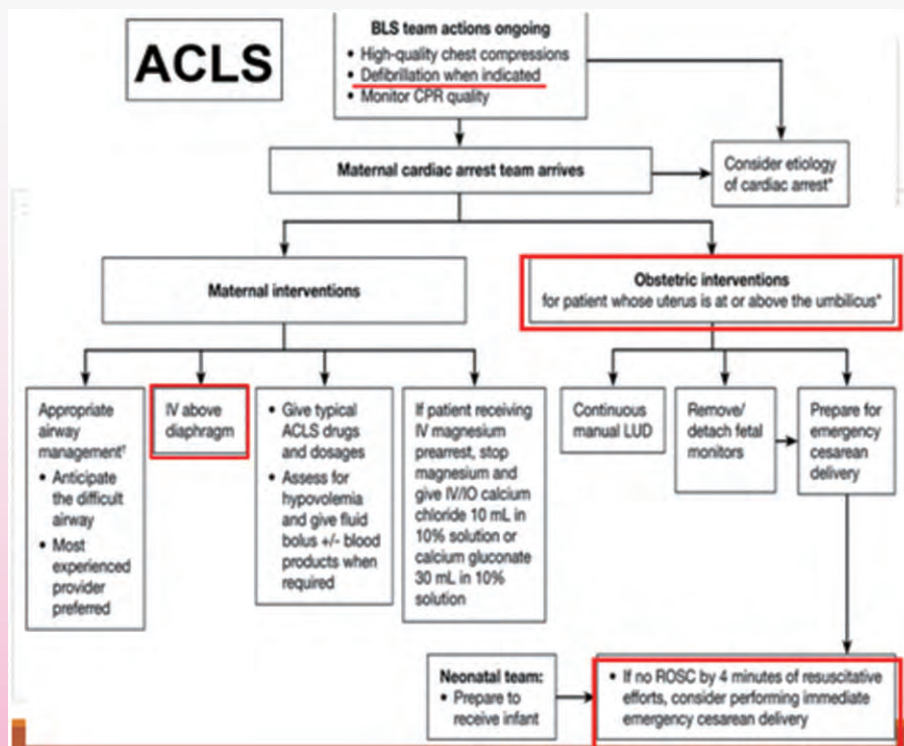 ACLS
BLS team actions ongoing
• High-quality chest compressions
• Defibrillation when indicated
• Monitor CPR quality
Maternal cardiac arrest team arrives
Consider etiology
of cardiac arrest*
Maternal interventions
Obstetric interventions
for patient whose uterus is at or above the umbilicus*
Appropriate
airway
management†
• Anticipate
the difficult
airway
• Most
experienced
provider
preferred
IV above
diaphragm
• Give typical
ACLS drugs
and dosages
• Assess for
hypovolemia
and give fluid
bolus +/- blood
products when
required
If patient receiving
IV magnesium
prearrest, stop
magnesium and
give IV/IO calcium
chloride 10 mL in
10% solution or
calcium gluconate
30 mL in 10%
solution
Continuous
manual LUD
Remove/
detach fetal
monitors
Prepare for
emergency
cesarean
delivery
Neonatal team:
• Prepare to
receive infant
• If no ROSC by 4 minutes of resuscitative
efforts, consider performing immediate
emergency cesarean delivery